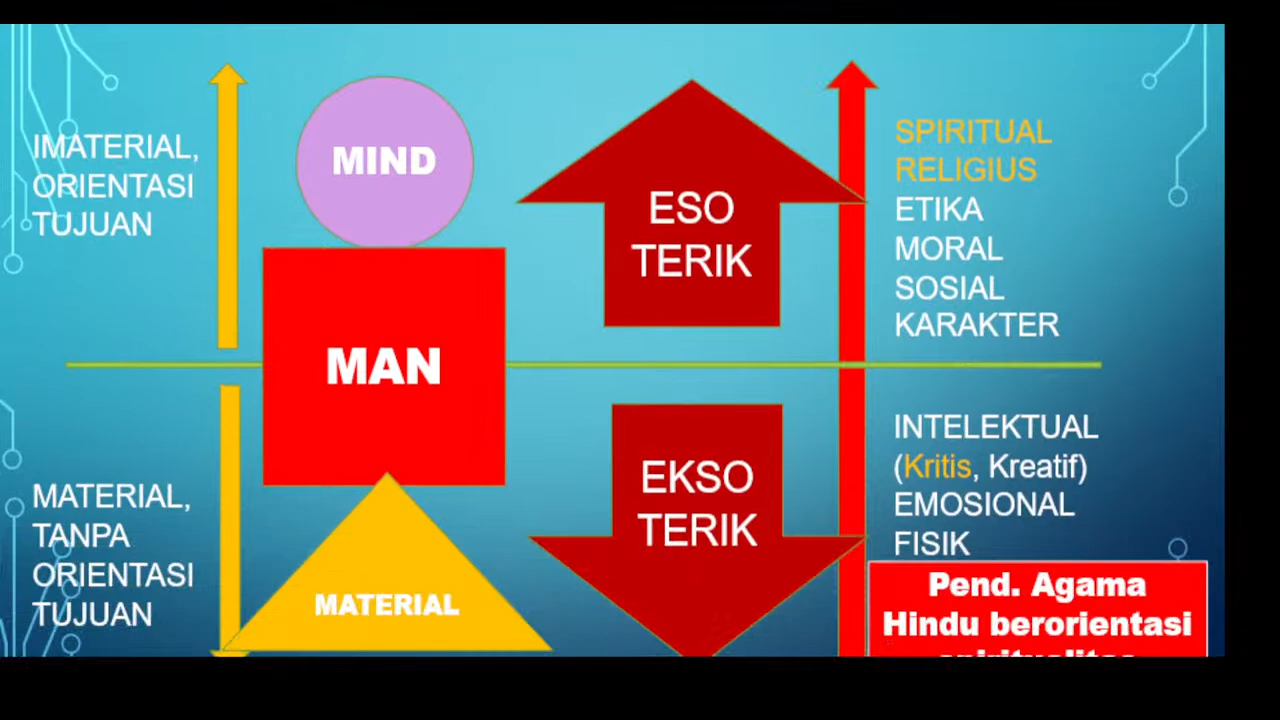 IMATERIAL,
ORIENTASI
TUJUAN
MIND
MAN
MATERIAL
MATERIAL,
TANPA
ORIENTASI
TUJUAN
ESO
TERIK
EKSO
TERIK
SPIRITUAL
RELIGIUS
ETIKA
MORAL
SOSIAL
KARAKTER
INTELEKTUAL
(Kritis, Kreatif)
EMOSIONAL
FISIK
Pend. Agama
Hindu berorientasi
spiritualitas